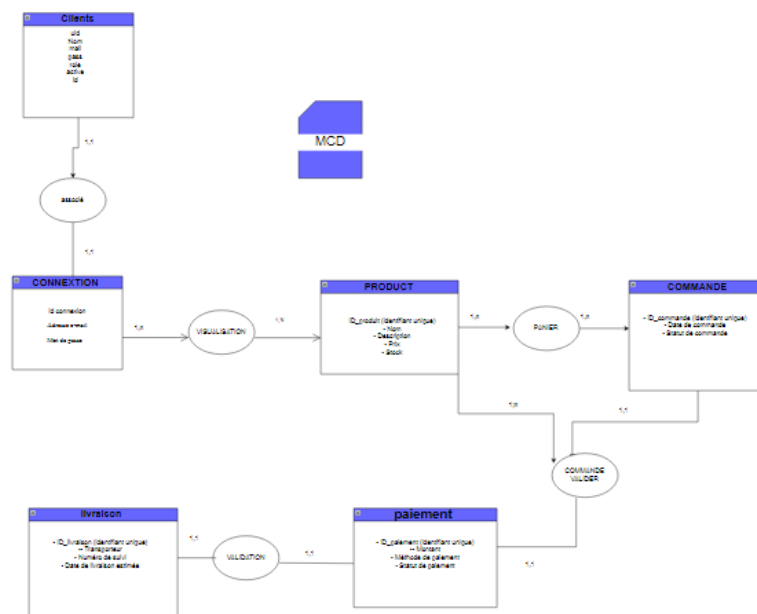 Clients
uid
Nom
mail
pass
role
active
id
1,1
MCD
associé
1,1
CONNEXTION
Id connexion
Adresse e-mail
Mot de passe
1,n
VISUALISATION
1,n
PRODUCT
ID_produit (identifiant unique)
- Nom
- Description
- Prix
- Stock
1,n
PANIER
1,n
COMMANDE
- ID_commande (identifiant unique)
- Date de commande
- Statut de commande
1,n
1,1
COMMANDE
VALIDER
livraison
- ID_livraison (identifiant unique)
- Transporteur
- Numéro de suivi
- Date de livraison estimée
1,1
VALIDATION
1,1
paiement
- ID_paiement (identifiant unique)
- Montant
- Méthode de paiement
- Statut de paiement
1,1